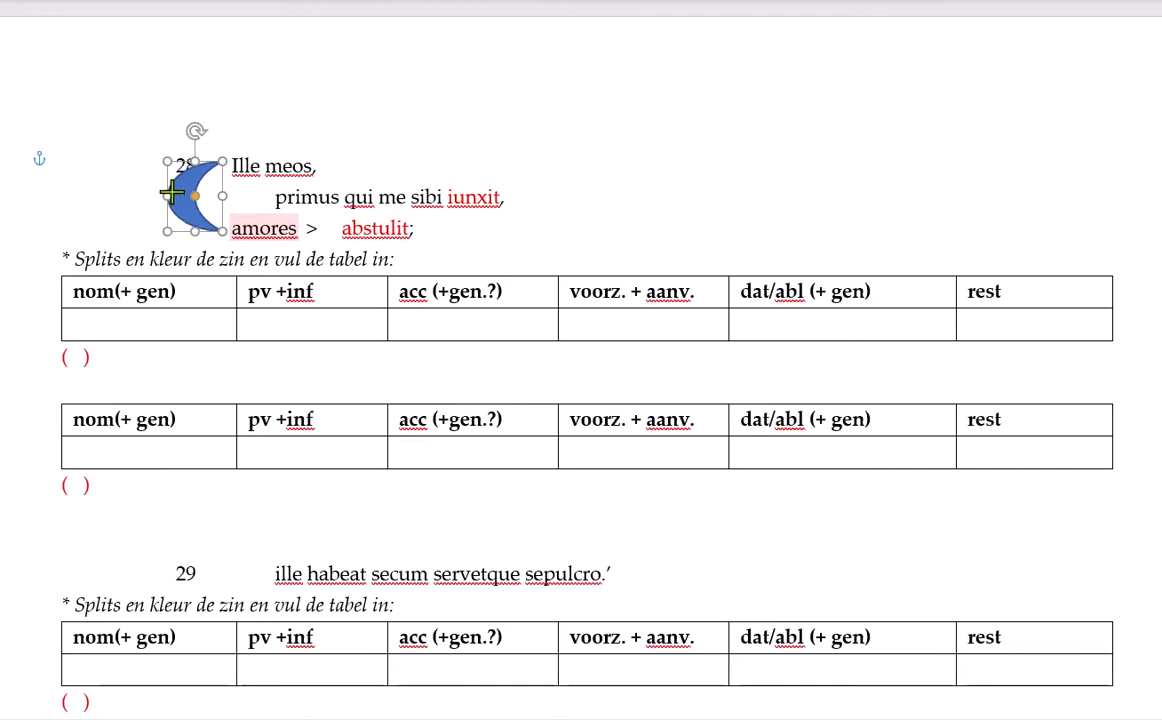 28 Ille meos,
primus qui me sibi iunxit,
amores > abstulit;
* Splits en kleur de zin en vul de tabel in:
nom(+ gen) pv +inf acc (+gen.?) voorz. + aanv. dat/abl (+ gen) rest
( )
nom(+ gen) pv +inf acc (+gen.?) voorz. + aanv. dat/abl (+ gen) rest
( )
29 ille habeat secum servetque sepulcro.’
* Splits en kleur de zin en vul de tabel in:
nom(+ gen) pv +inf acc (+gen.?) voorz. + aanv. dat/abl (+ gen) rest
( )